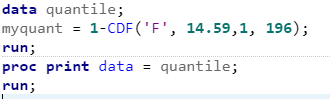 data quantile;
myquant = 1-CDF('F', 14.59,1, 196);
run;
proc print data = quantile;
run;